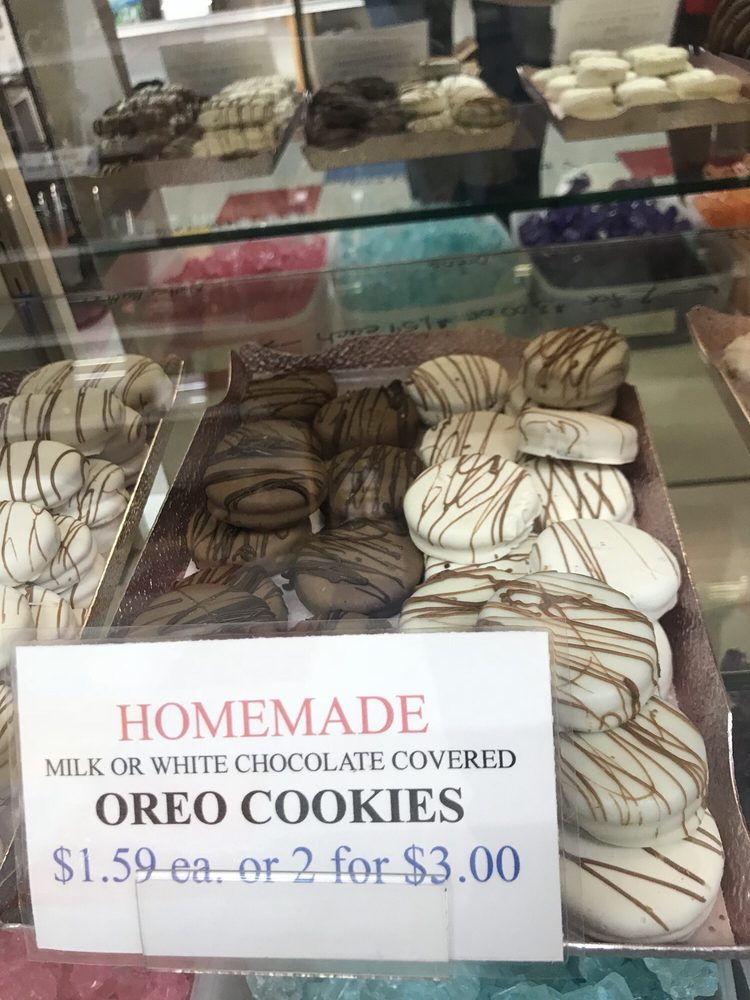 HOMEMADE
MILK OR WHITE CHOCOLATE COVERED
OREO COOKIES
$1.59 ea. or 2 for $3.00